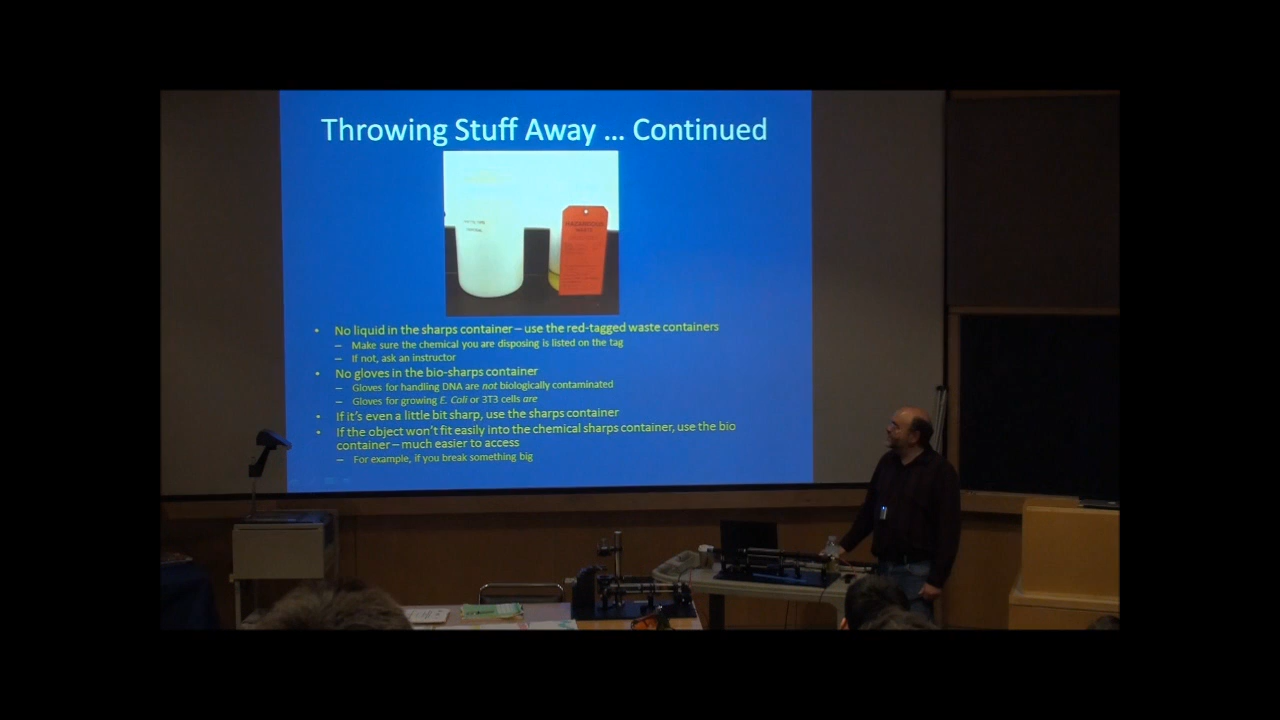 Throwing Stuff Away ... Continued
HAZARDOUS
WASTE
• No liquid in the sharps container – use the red-tagged waste containers
– Make sure the chemical you are disposing is listed on the tag
– If not, ask an instructor
• No gloves in the bio-sharps container
– Gloves for handling DNA are not biologically contaminated
– Gloves for growing E. Coli or 3T3 cells are
• If it's even a little bit sharp, use the sharps container
• If the object won't fit easily into the chemical sharps container, use the bio
container – much easier to access
– For example, if you break something big